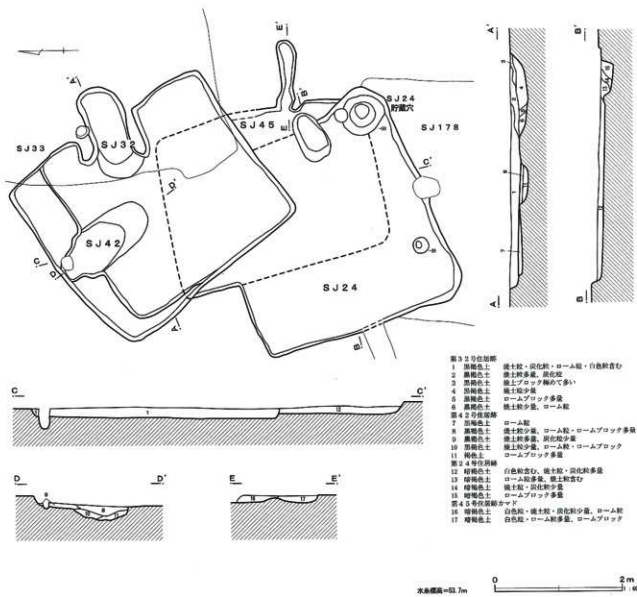 A'
E'
B'
SJ24
貯蔵穴
SJ45
E
SJ178
SJ33
SJ32
C'
D'
SJ42
C
D
A
SJ24
B
A'
B'
A
B
C
C'
1
12
D
D'
E
E'
16
17
第32号住居跡
1 黒褐色土 焼土粒・炭化粒・ローム粒・白色粒含む
2 黒褐色土 焼土粒多量、炭化粒
3 黒褐色土 焼土ブロック極めて多い
4 黒褐色土 焼土粒少量
5 黒褐色土 ロームブロック多量
6 黒褐色土 焼土粒少量、ローム粒
第42号住居跡
7 黒褐色土 ローム粒
8 黒褐色土 焼土粒少量、ローム粒・ロームブロック多量
9 黒褐色土 焼土粒多量、炭化粒少量
10 黒褐色土 焼土粒少量、ローム粒・ロームブロック
11 褐色土 ロームブロック多量
第24号住居跡
12 暗褐色土 白色粒含む、焼土粒・炭化粒多量
13 暗褐色土 ローム粒多量、焼土粒含む
14 暗褐色土 焼土粒・炭化粒少量
15 暗褐色土 ロームブロック多量
第45号住居跡カマド
16 暗褐色土 白色粒・焼土粒・炭化粒少量、ローム粒
17 暗褐色土 白色粒・ローム粒多量、ロームブロック
水糸標高=53.7m
0 2m